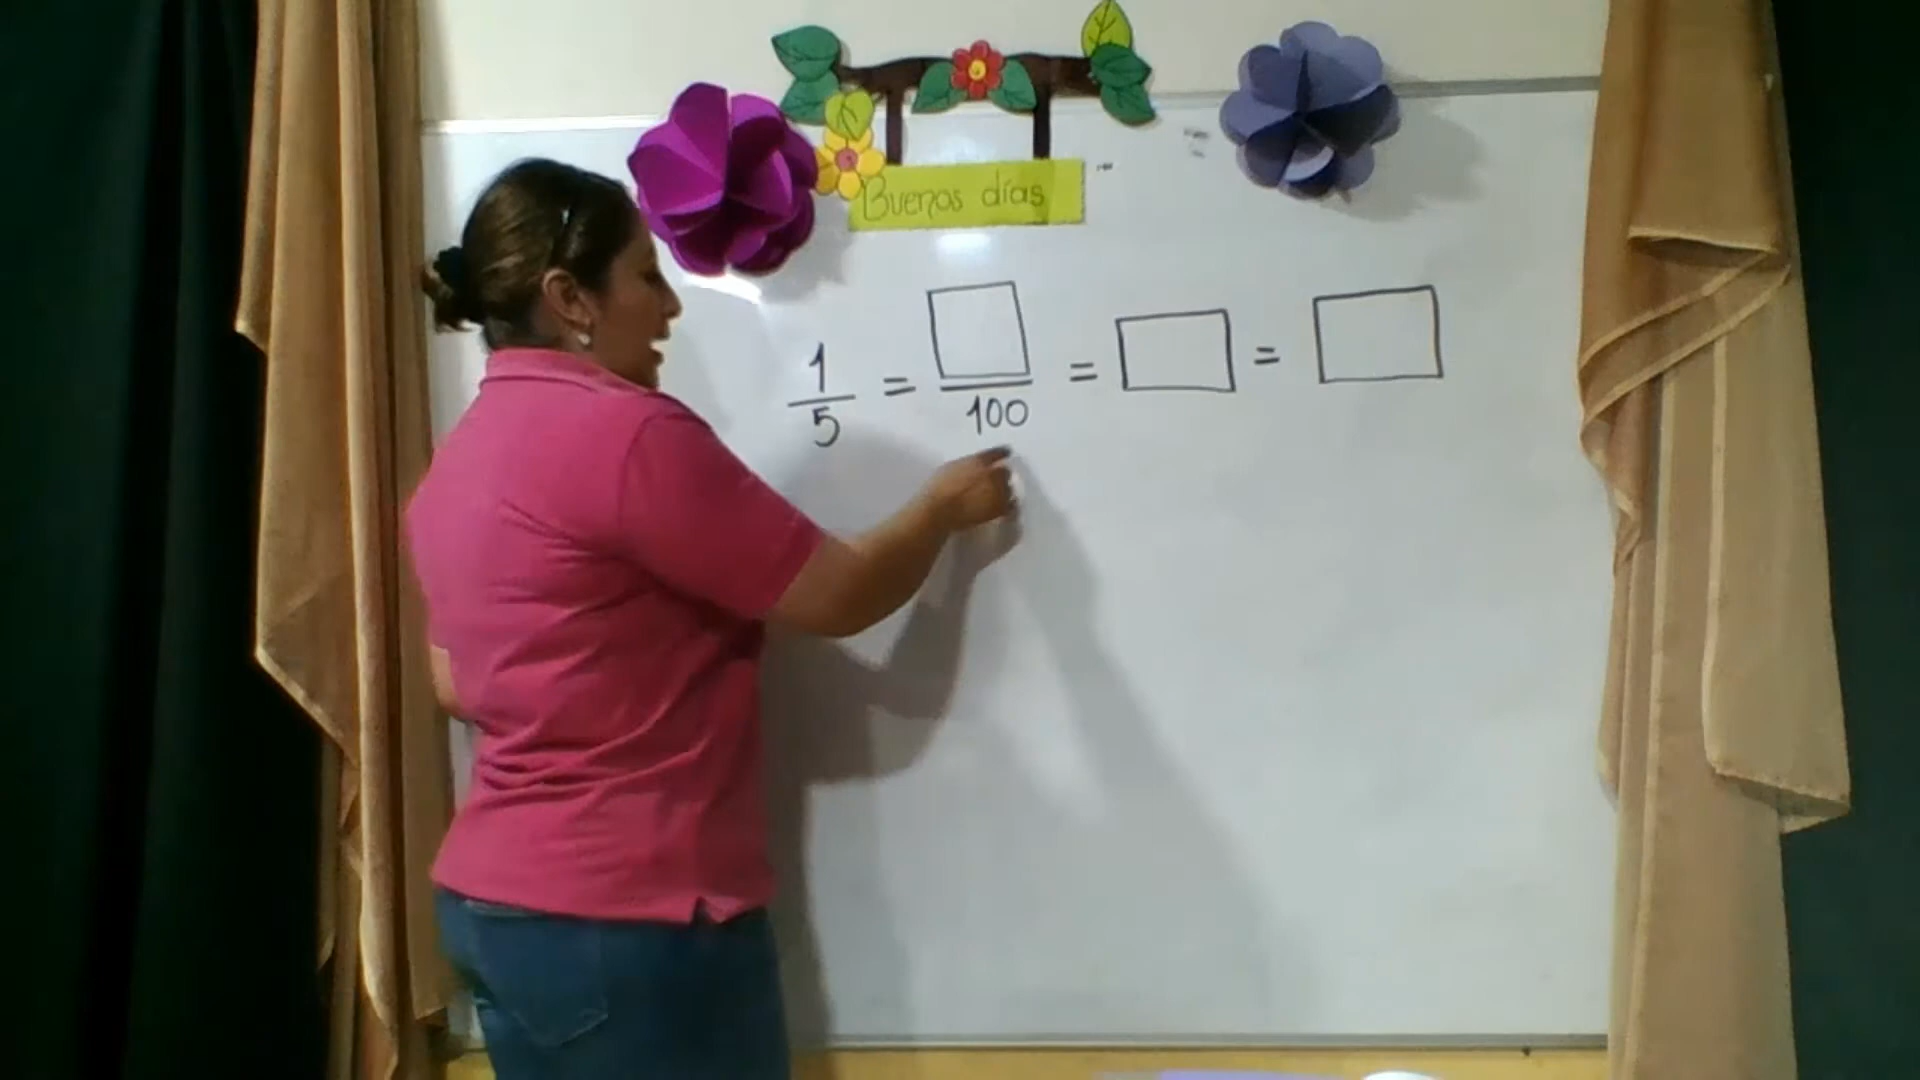 Buenos días
1/5 = □/100 = □ = □